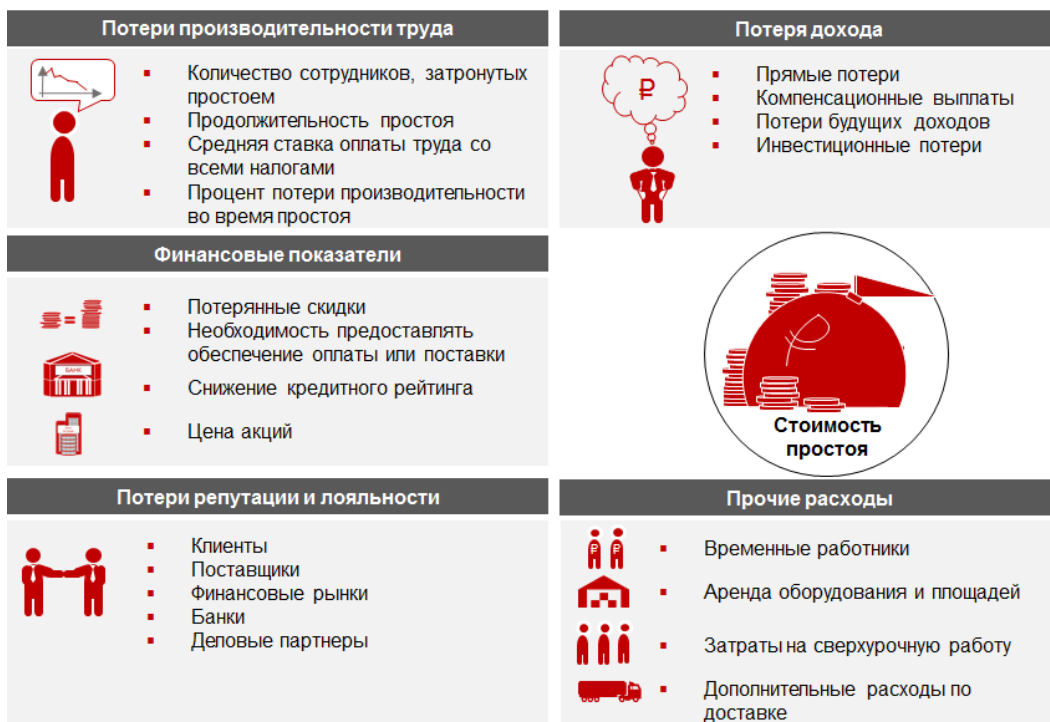 Потери производительности труда
Количество сотрудников, затронутых
простоем
Продолжительность простоя
Средняя ставка оплаты труда со
всеми налогами
Процент потери производительности
во время простоя
Потеря дохода
₽
Прямые потери
Компенсационные выплаты
Потери будущих доходов
Инвестиционные потери
Финансовые показатели
Потерянные скидки
Необходимость предоставлять
обеспечение оплаты или поставки
БАНК
Снижение кредитного рейтинга
Цена акций
Стоимость
простоя
Потери репутации и лояльности
Клиенты
Поставщики
Финансовые рынки
Банки
Деловые партнеры
Прочие расходы
₽ ₽
Временные работники
Аренда оборудования и площадей
Затраты на сверхурочную работу
Дополнительные расходы по
доставке